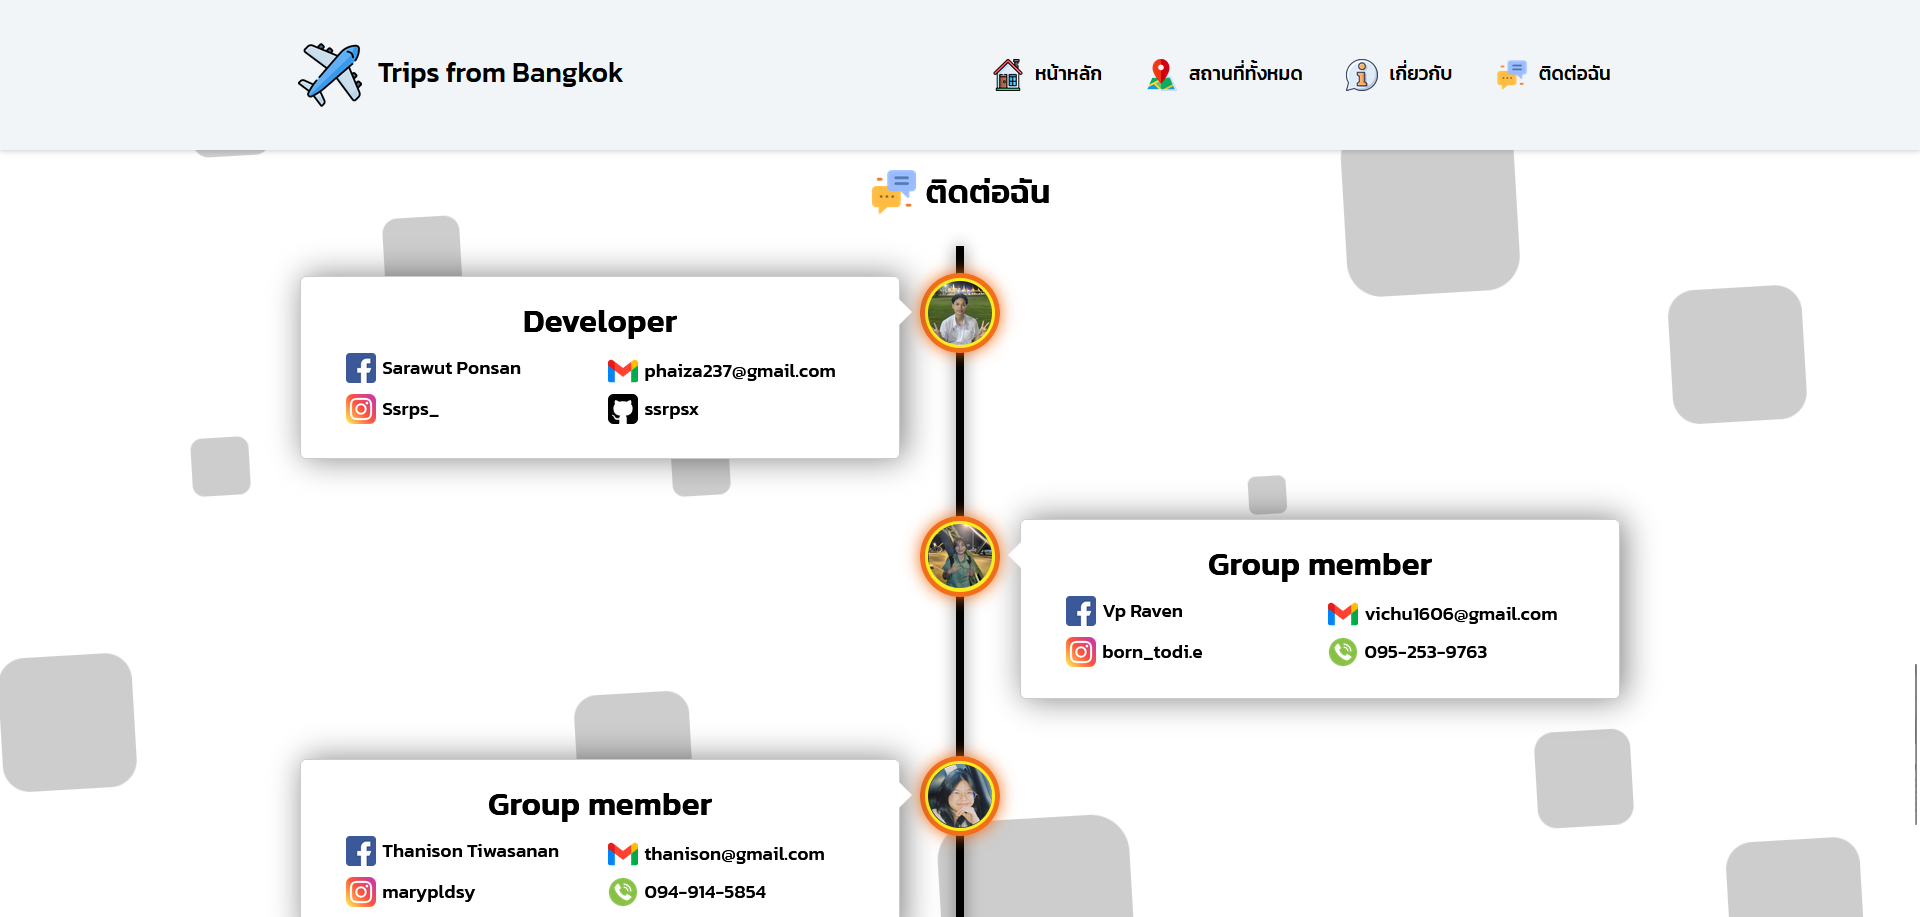 Trips from Bangkok
หน้าหลัก
สถานที่ทั้งหมด
เกี่ยวกับ
ติดต่อฉัน
ติดต่อฉัน
Developer
Sarawut Ponsan
phaiza237@gmail.com
Ssrps_
ssrpsx
Group member
Vp Raven
vichu1606@gmail.com
born_todi.e
095-253-9763
Group member
Thanison Tiwasanan
thanison@gmail.com
marypldsy
094-914-5854